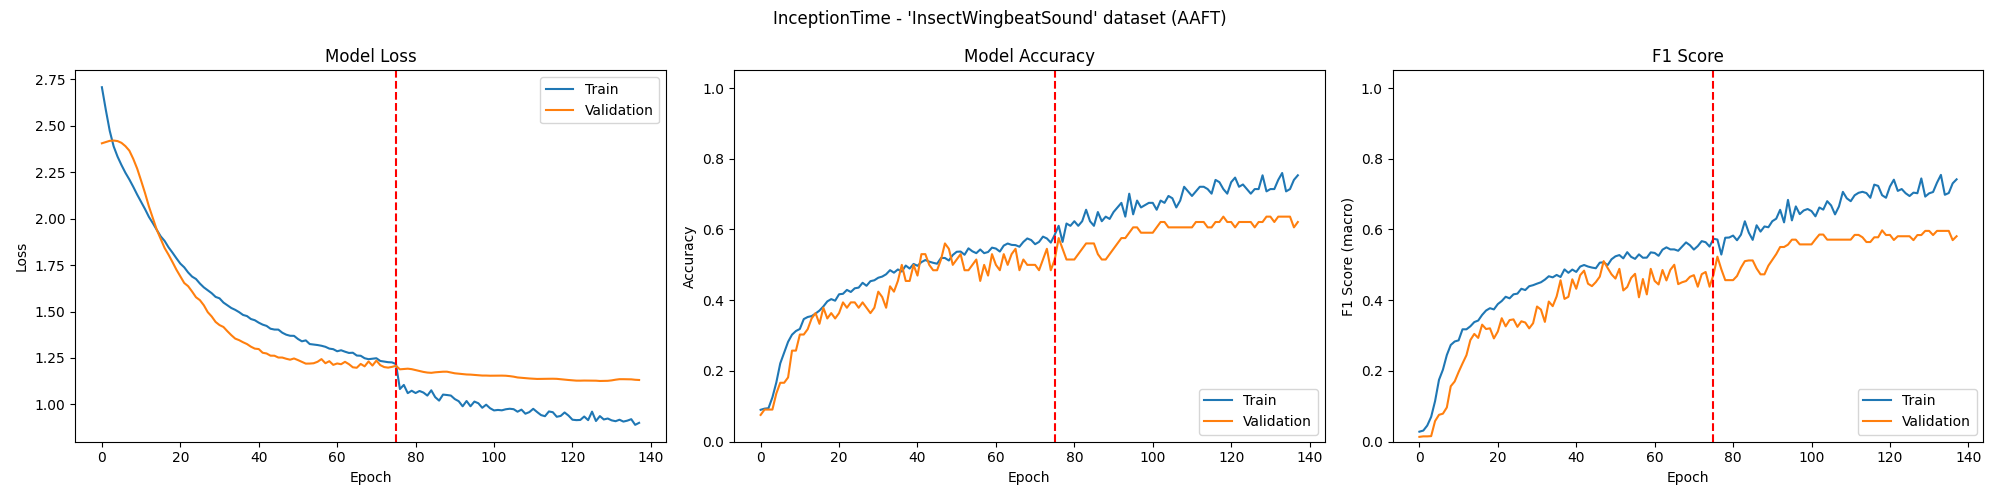 InceptionTime - 'InsectWingbeatSound' dataset (AAFT)
Model Loss
Loss
2.75
2.50
2.25
2.00
1.75
1.50
1.25
1.00
0 20 40 60 80 100 120 140
Epoch
Train
Validation
Model Accuracy
Accuracy
1.0
0.8
0.6
0.4
0.2
0.0
0 20 40 60 80 100 120 140
Epoch
Train
Validation
F1 Score
F1 Score (macro)
1.0
0.8
0.6
0.4
0.2
0.0
0 20 40 60 80 100 120 140
Epoch
Train
Validation